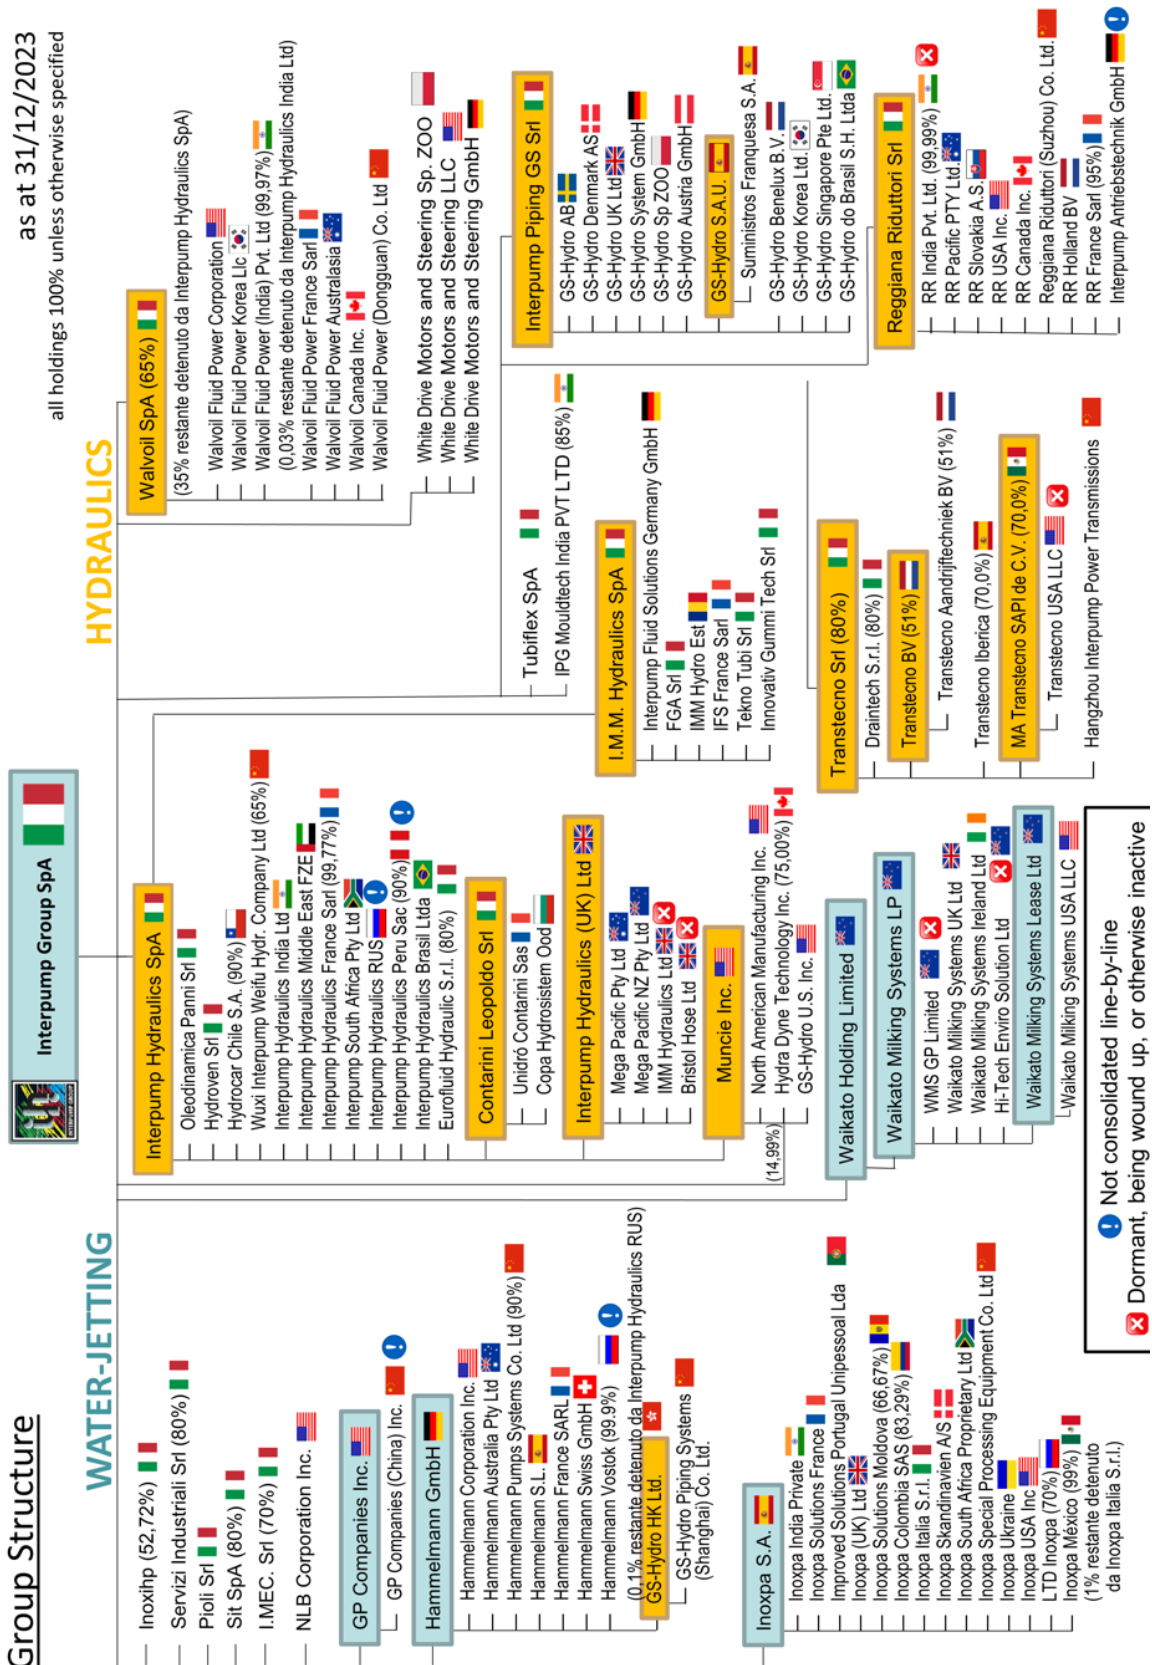 Group Structure
as at 31/12/2023
all holdings 100% unless otherwise specified
INTERPUMP GROUP
Interpump Group SpA
WATER-JETTING
HYDRAULICS
Inoxihp (52,72%)
Servizi Industriali Srl (80%)
Pioli Srl
Sit SpA (80%)
I.MEC. Srl (70%)
NLB Corporation Inc.
GP Companies Inc.
GP Companies (China) Inc.
Hammelmann GmbH
Hammelmann Corporation Inc.
Hammelmann Australia Pty Ltd
Hammelmann Pumps Systems Co. Ltd (90%)
Hammelmann S.L.
Hammelmann France SARL
Hammelmann Swiss GmbH
Hammelmann Vostok (99.9%)
(0,1% restante detenuto da Interpump Hydraulics RUS)
GS-Hydro HK Ltd.
GS-Hydro Piping Systems
(Shanghai) Co. Ltd.
Inoxpa S.A.
Inoxpa India Private
Inoxpa Solutions France
Improved Solutions Portugal Unipessoal Lda
Inoxpa (UK) Ltd
Inoxpa Solutions Moldova (66,67%)
Inoxpa Colombia SAS (83,29%)
Inoxpa Italia S.r.l.
Inoxpa Skandinavien A/S
Inoxpa South Africa Proprietary Ltd
Inoxpa Special Processing Equipment Co. Ltd
Inoxpa Ukraine
Inoxpa USA Inc
LTD Inoxpa (70%)
Inoxpa México (99%)
(1% restante detenuto
da Inoxpa Italia S.r.l.)
Interpump Hydraulics SpA
Oleodinamica Panni Srl
Hydroven Srl
Hydrocar Chile S.A. (90%)
Wuxi Interpump Weifu Hydr. Company Ltd (65%)
Interpump Hydraulics India Ltd
Interpump Hydraulics Middle East FZE
Interpump Hydraulics France Sarl (99,77%)
Interpump South Africa Pty Ltd
Interpump Hydraulics RUS
Interpump Hydraulics Peru Sac (90%)
Interpump Hydraulics Brasil Ltda
Eurofluid Hydraulic S.r.l. (80%)
Contarini Leopoldo Srl
Unidró Contarini Sas
Copa Hydrosistem Ood
Interpump Hydraulics (UK) Ltd
Mega Pacific Pty Ltd
Mega Pacific NZ Pty Ltd
IMM Hydraulics Ltd
Bristol Hose Ltd
Muncie Inc.
North American Manufacturing Inc.
Hydra Dyne Technology Inc. (75,00%)
(14,99%)
GS-Hydro U.S. Inc.
Waikato Holding Limited
Waikato Milking Systems LP
WMS GP Limited
Waikato Milking Systems UK Ltd
Waikato Milking Systems Ireland Ltd
Hi-Tech Enviro Solution Ltd
Waikato Milking Systems Lease Ltd
Waikato Milking Systems USA LLC
Tubiflex SpA
IPG Mouldtech India PVT LTD (85%)
I.M.M. Hydraulics SpA
Interpump Fluid Solutions Germany GmbH
FGA Srl
IMM Hydro Est
IFS France Sarl
Tekno Tubi Srl
Innovativ Gummi Tech Srl
Transtecno Srl (80%)
Draintech S.r.l. (80%)
Transtecno BV (51%)
Transtecno Aandrijftechniek BV (51%)
Transtecno Iberica (70,0%)
MA Transtecno SAPI de C.V. (70,0%)
Transtecno USA LLC
Hangzhou Interpump Power Transmissions
Walvoil SpA (65%)
(35% restante detenuto da Interpump Hydraulics SpA)
Walvoil Fluid Power Corporation
Walvoil Fluid Power Korea Llc
Walvoil Fluid Power (India) Pvt. Ltd (99,97%)
(0,03% restante detenuto da Interpump Hydraulics India Ltd)
Walvoil Fluid Power France Sarl
Walvoil Fluid Power Australasia
Walvoil Canada Inc.
Walvoil Fluid Power (Dongguan) Co. Ltd
White Drive Motors and Steering Sp. ZOO
White Drive Motors and Steering LLC
White Drive Motors and Steering GmbH
Interpump Piping GS Srl
GS-Hydro AB
GS-Hydro Denmark AS
GS-Hydro UK Ltd
GS-Hydro System GmbH
GS-Hydro Sp ZOO
GS-Hydro Austria GmbH
GS-Hydro S.A.U.
Suministros Franquesa S.A.
GS-Hydro Benelux B.V.
GS-Hydro Korea Ltd.
GS-Hydro Singapore Pte Ltd.
GS-Hydro do Brasil S.H. Ltda
Reggiana Riduttori Srl
RR India Pvt. Ltd. (99,99%)
RR Pacific PTY Ltd.
RR Slovakia A.S.
RR USA Inc.
RR Canada Inc.
Reggiana Riduttori (Suzhou) Co. Ltd.
RR Holland BV
RR France Sarl (95%)
Interpump Antriebstechnik GmbH
Not consolidated line-by-line
Dormant, being wound up, or otherwise inactive